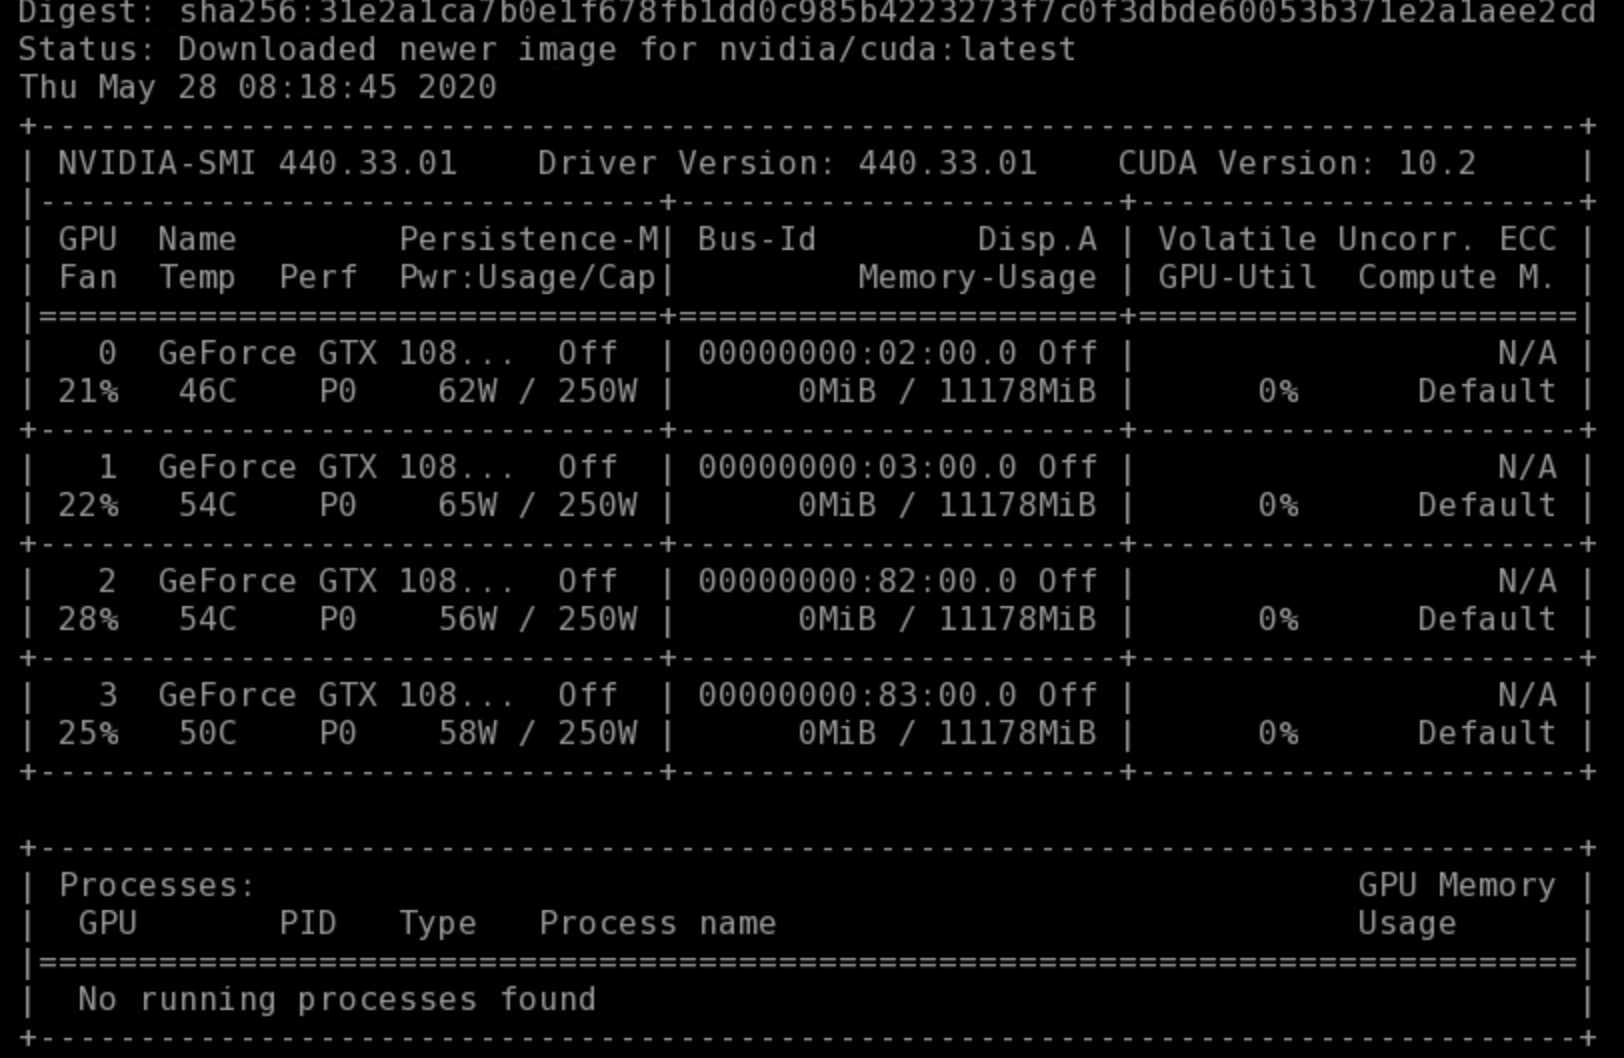 Digest: sha256:31e2a1ca7b0e1f678fb1dd0c985b4223273f7c0f3dbde60053b371e2a1aee2cd
Status: Downloaded newer image for nvidia/cuda:latest
Thu May 28 08:18:45 2020
+-----------------------------------------------------------------------------+
| NVIDIA-SMI 440.33.01    Driver Version: 440.33.01    CUDA Version: 10.2     |
|-------------------------------+----------------------+----------------------+
| GPU  Name        Persistence-M| Bus-Id        Disp.A | Volatile Uncorr. ECC |
| Fan  Temp  Perf  Pwr:Usage/Cap|         Memory-Usage | GPU-Util  Compute M. |
|===============================+======================+======================|
|   0  GeForce GTX 108...  Off  | 00000000:02:00.0 Off |                  N/A |
| 21%   46C    P0    62W / 250W |      0MiB / 11178MiB |      0%      Default |
+-------------------------------+----------------------+----------------------+
|   1  GeForce GTX 108...  Off  | 00000000:03:00.0 Off |                  N/A |
| 22%   54C    P0    65W / 250W |      0MiB / 11178MiB |      0%      Default |
+-------------------------------+----------------------+----------------------+
|   2  GeForce GTX 108...  Off  | 00000000:82:00.0 Off |                  N/A |
| 28%   54C    P0    56W / 250W |      0MiB / 11178MiB |      0%      Default |
+-------------------------------+----------------------+----------------------+
|   3  GeForce GTX 108...  Off  | 00000000:83:00.0 Off |                  N/A |
| 25%   50C    P0    58W / 250W |      0MiB / 11178MiB |      0%      Default |
+-------------------------------+----------------------+----------------------+

+-----------------------------------------------------------------------------+
| Processes:                                                       GPU Memory |
|  GPU       PID   Type   Process name                             Usage      |
|=============================================================================|
|  No running processes found                                                 |
+-----------------------------------------------------------------------------+